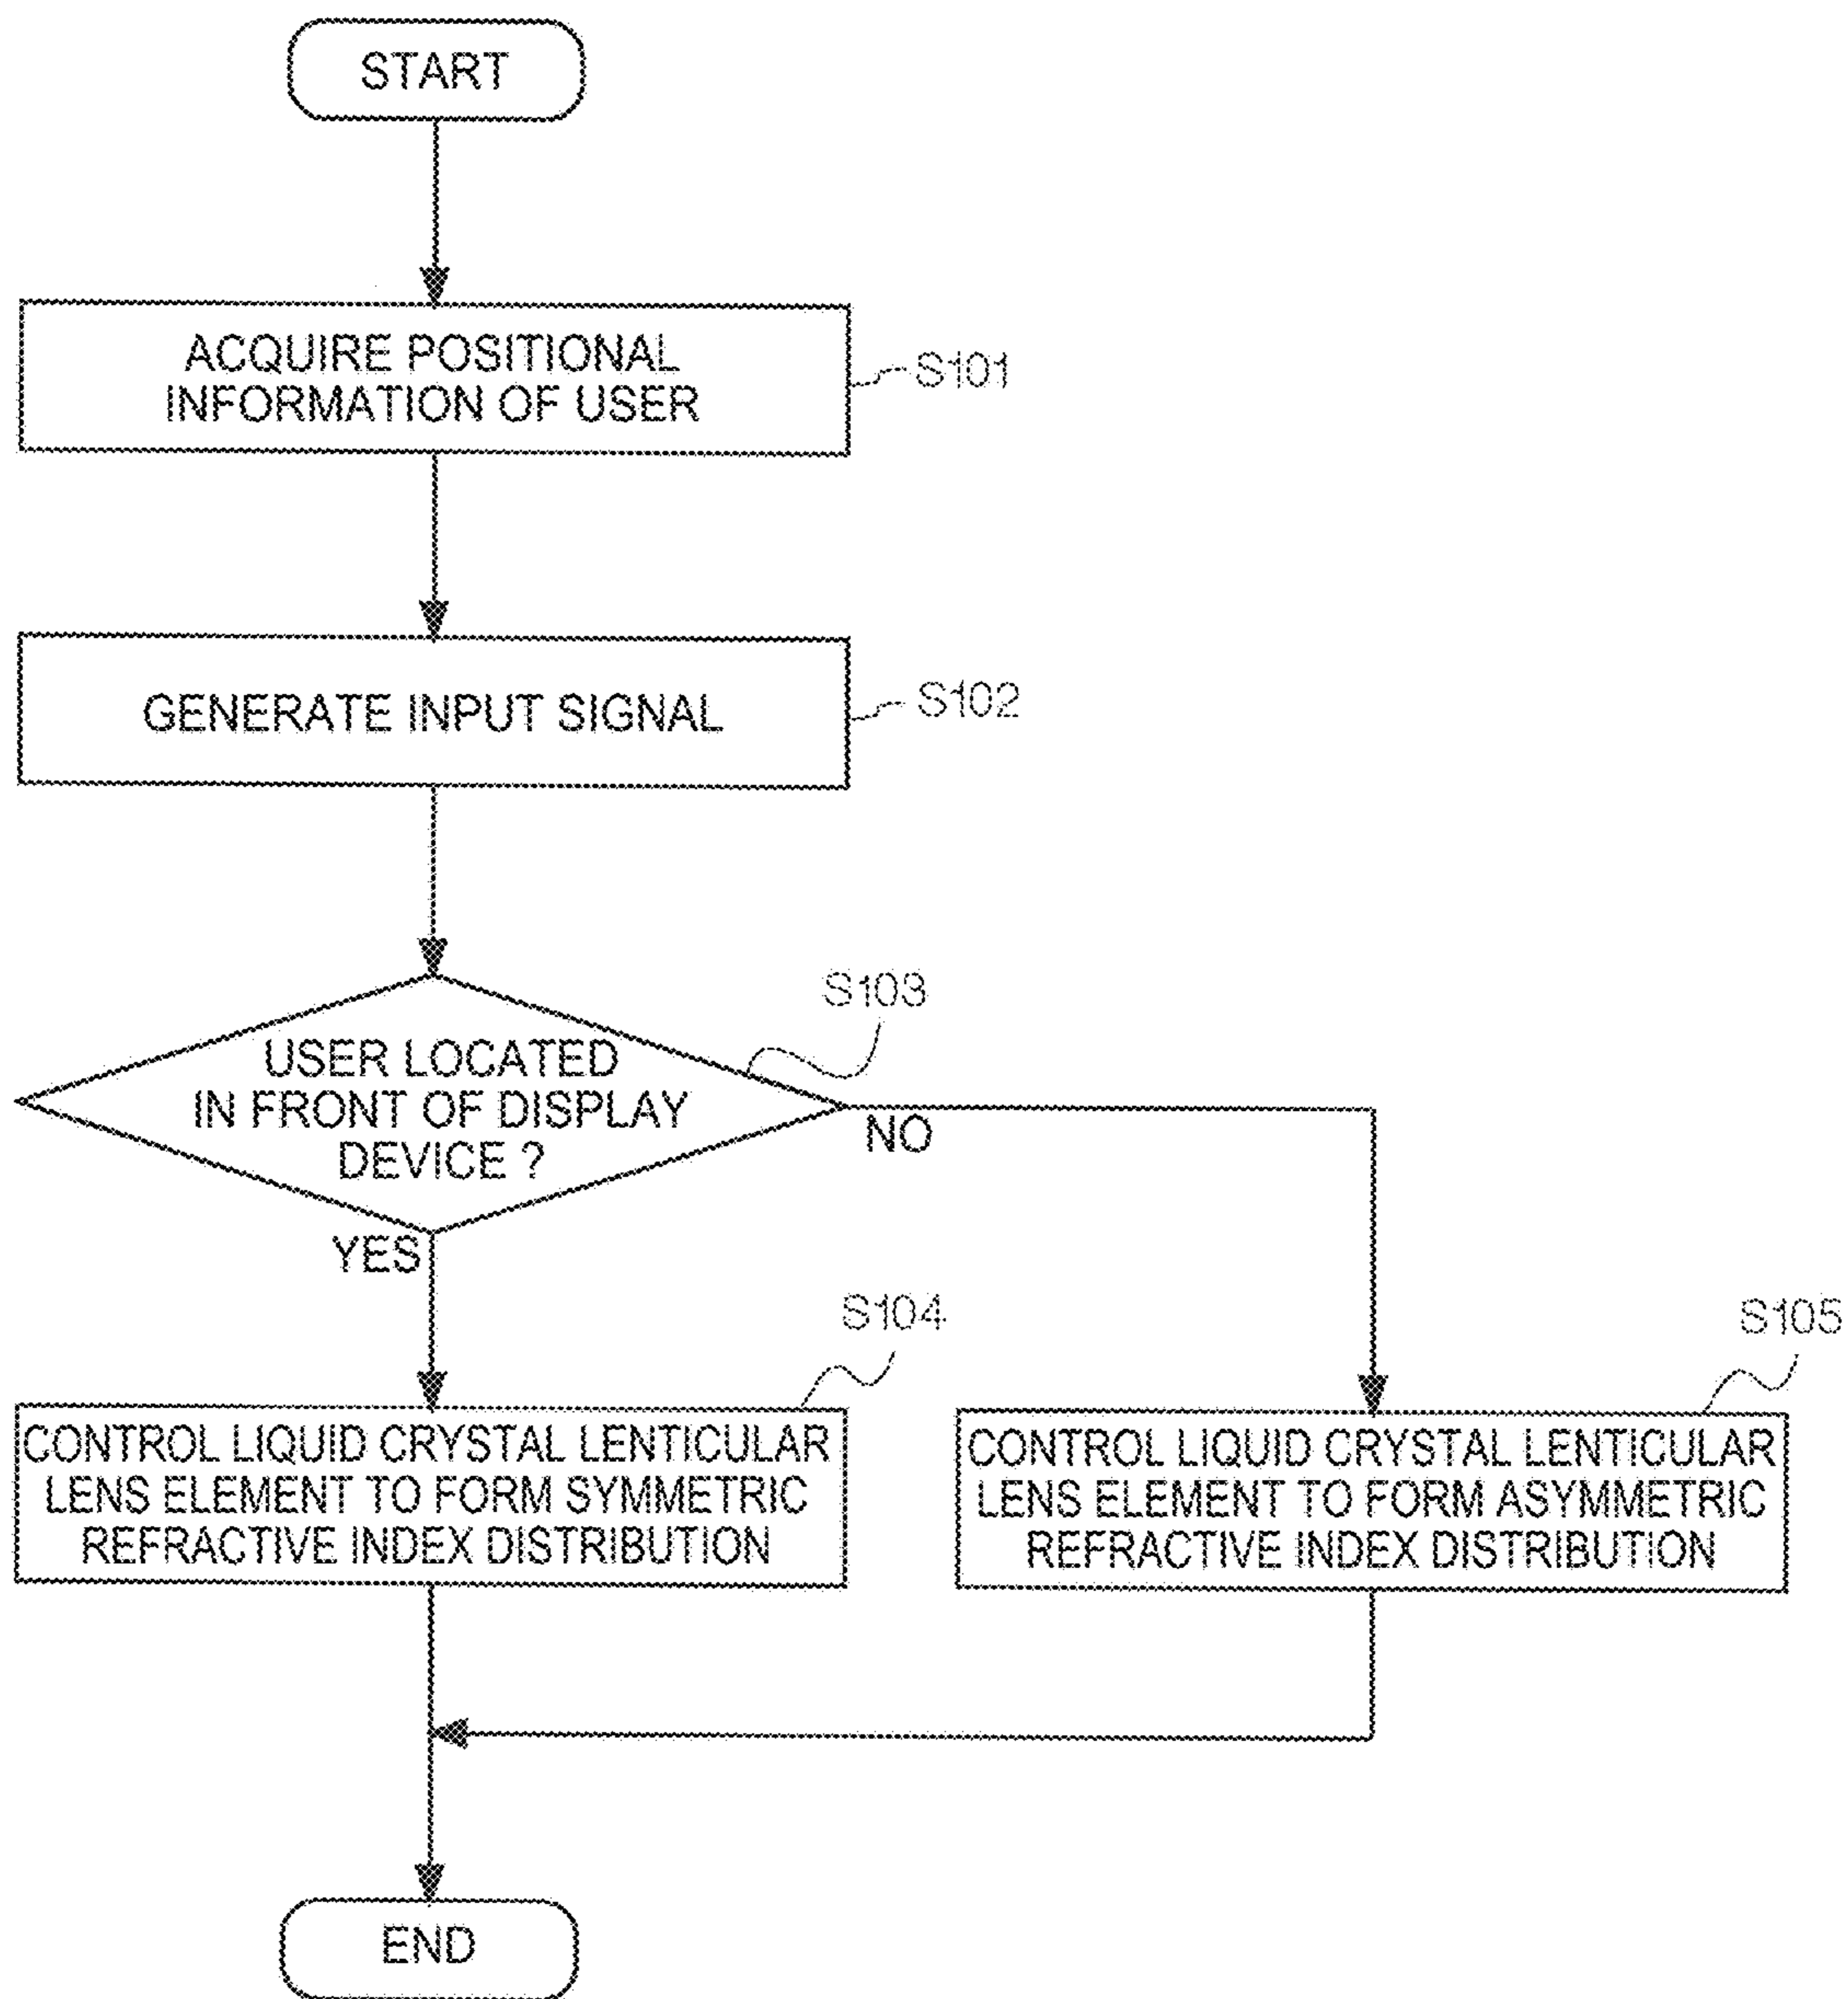 START
ACQUIRE POSITIONAL
INFORMATION OF USER
S101
GENERATE INPUT SIGNAL
S102
S103
USER LOCATED
IN FRONT OF DISPLAY
DEVICE ?
NO
YES
S104
CONTROL LIQUID CRYSTAL LENTICULAR
LENS ELEMENT TO FORM SYMMETRIC
REFRACTIVE INDEX DISTRIBUTION
S105
CONTROL LIQUID CRYSTAL LENTICULAR
LENS ELEMENT TO FORM ASYMMETRIC
REFRACTIVE INDEX DISTRIBUTION
END